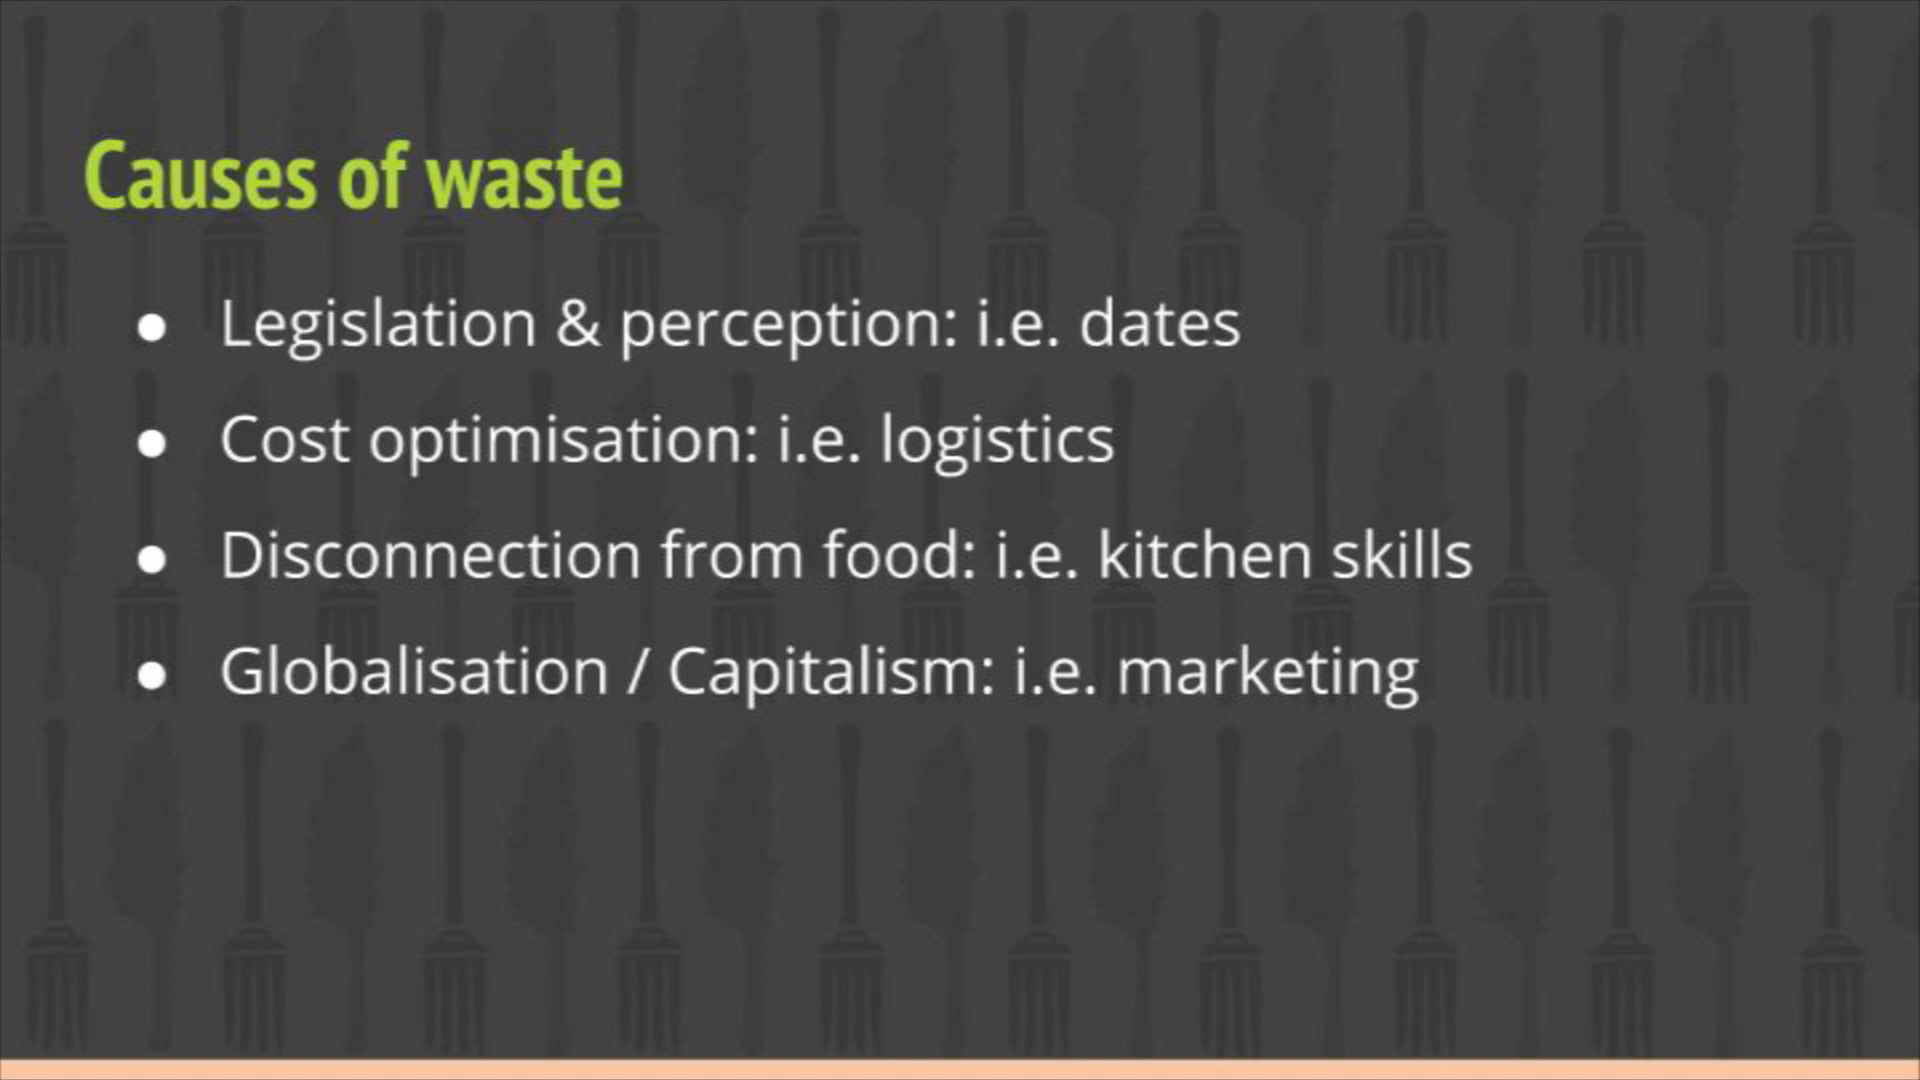 Causes of waste
● Legislation & perception: i.e. dates
● Cost optimisation: i.e. logistics
● Disconnection from food: i.e. kitchen skills
● Globalisation / Capitalism: i.e. marketing